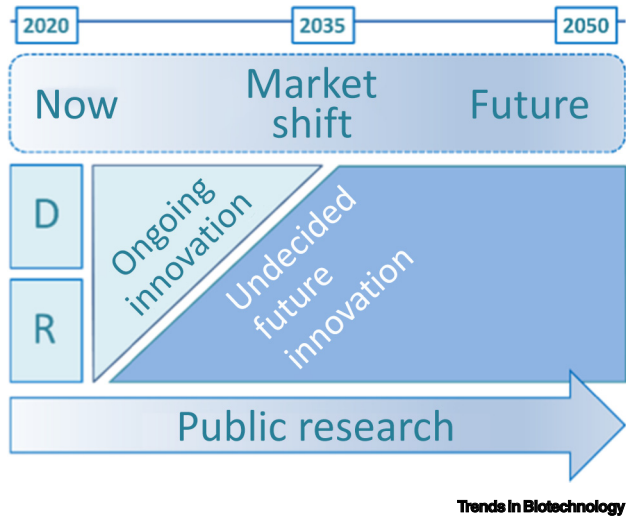 2020 2035 2050
Now
Market
shift
Future
D
R
Ongoing
innovation
Undecided
future
innovation
Public research
Trends in Biotechnology